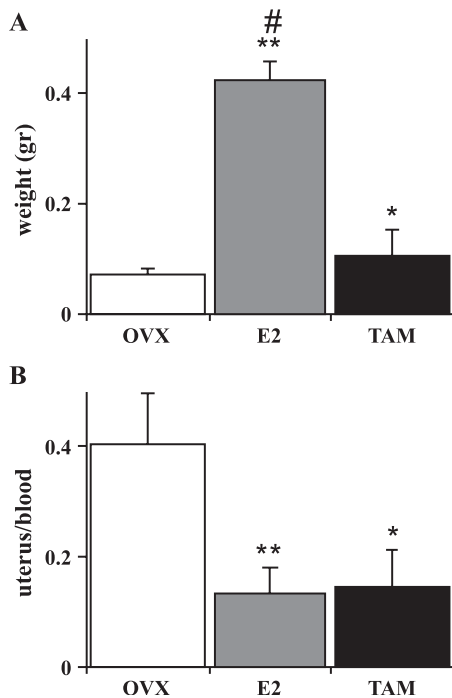 A
#
**
0.4
weight (gr)
0.2
*
0
OVX E2 TAM
B
0.4
uterus/blood
0.2
** *
0
OVX E2 TAM